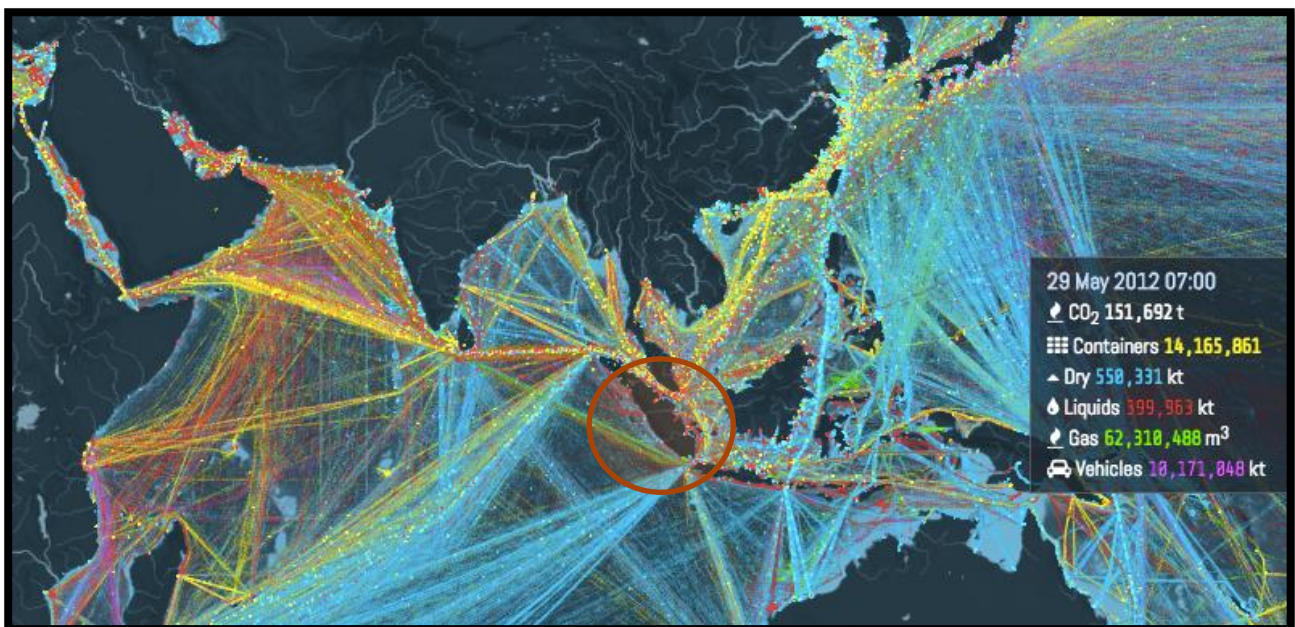 29 May 2012 07:00
CO2 151,692 t
Containers 14,165,861
Dry 550,331 kt
Liquids 399,963 kt
Gas 62,310,488 m³
Vehicles 10,171,048 kt